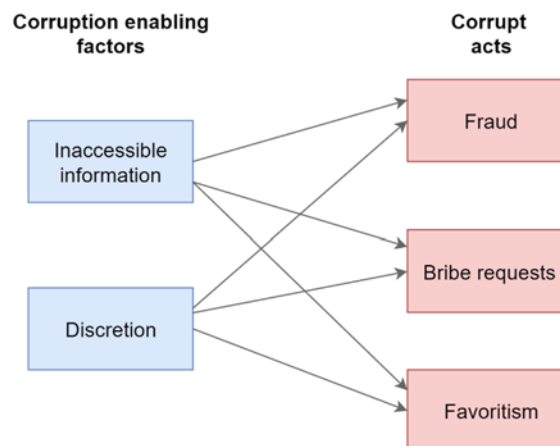 Corruption enabling
factors
Corrupt
acts
Inaccessible
information
Discretion
Fraud
Bribe requests
Favoritism